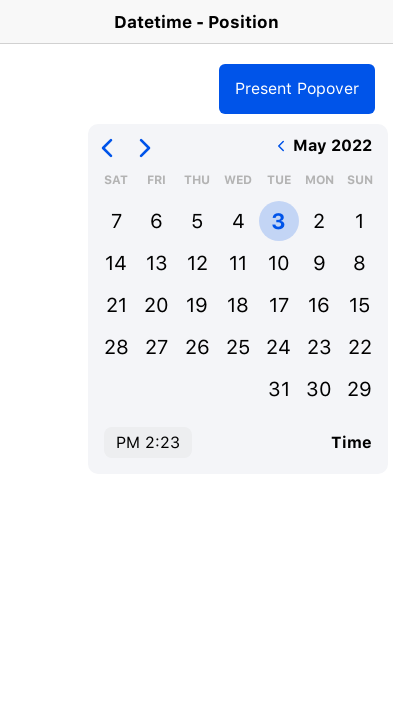 Datetime - Position
Present Popover
May 2022
SAT FRI THU WED TUE MON SUN
7 6 5 4 3 2 1
14 13 12 11 10 9 8
21 20 19 18 17 16 15
28 27 26 25 24 23 22
31 30 29
PM 2:23 Time